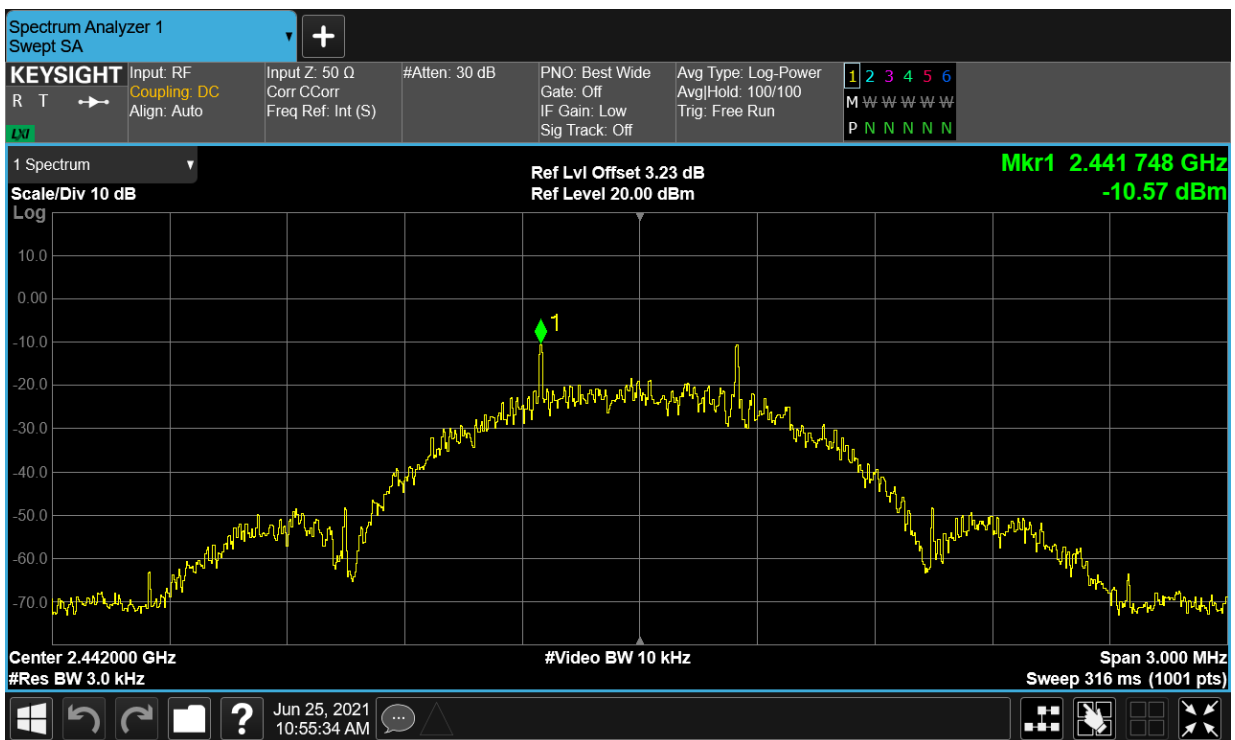 Spectrum Analyzer 1
Swept SA
+
KEYSIGHT
R T
LXI
Input: RF
Coupling: DC
Align: Auto
Input Z: 50 Ω
Corr CCorr
Freq Ref: Int (S)
#Atten: 30 dB
PNO: Best Wide
Gate: Off
IF Gain: Low
Sig Track: Off
Avg Type: Log-Power
Avg|Hold: 100/100
Trig: Free Run
1 2 3 4 5 6
M W W W W W
P N N N N N
1 Spectrum
Scale/Div 10 dB
Log
Ref Lvl Offset 3.23 dB
Ref Level 20.00 dBm
Mkr1 2.441 748 GHz
-10.57 dBm
10.0
0.00
-10.0
-20.0
-30.0
-40.0
-50.0
-60.0
-70.0
1
Center 2.442000 GHz
#Res BW 3.0 kHz
#Video BW 10 kHz
Span 3.000 MHz
Sweep 316 ms (1001 pts)
?
Jun 25, 2021
10:55:34 AM